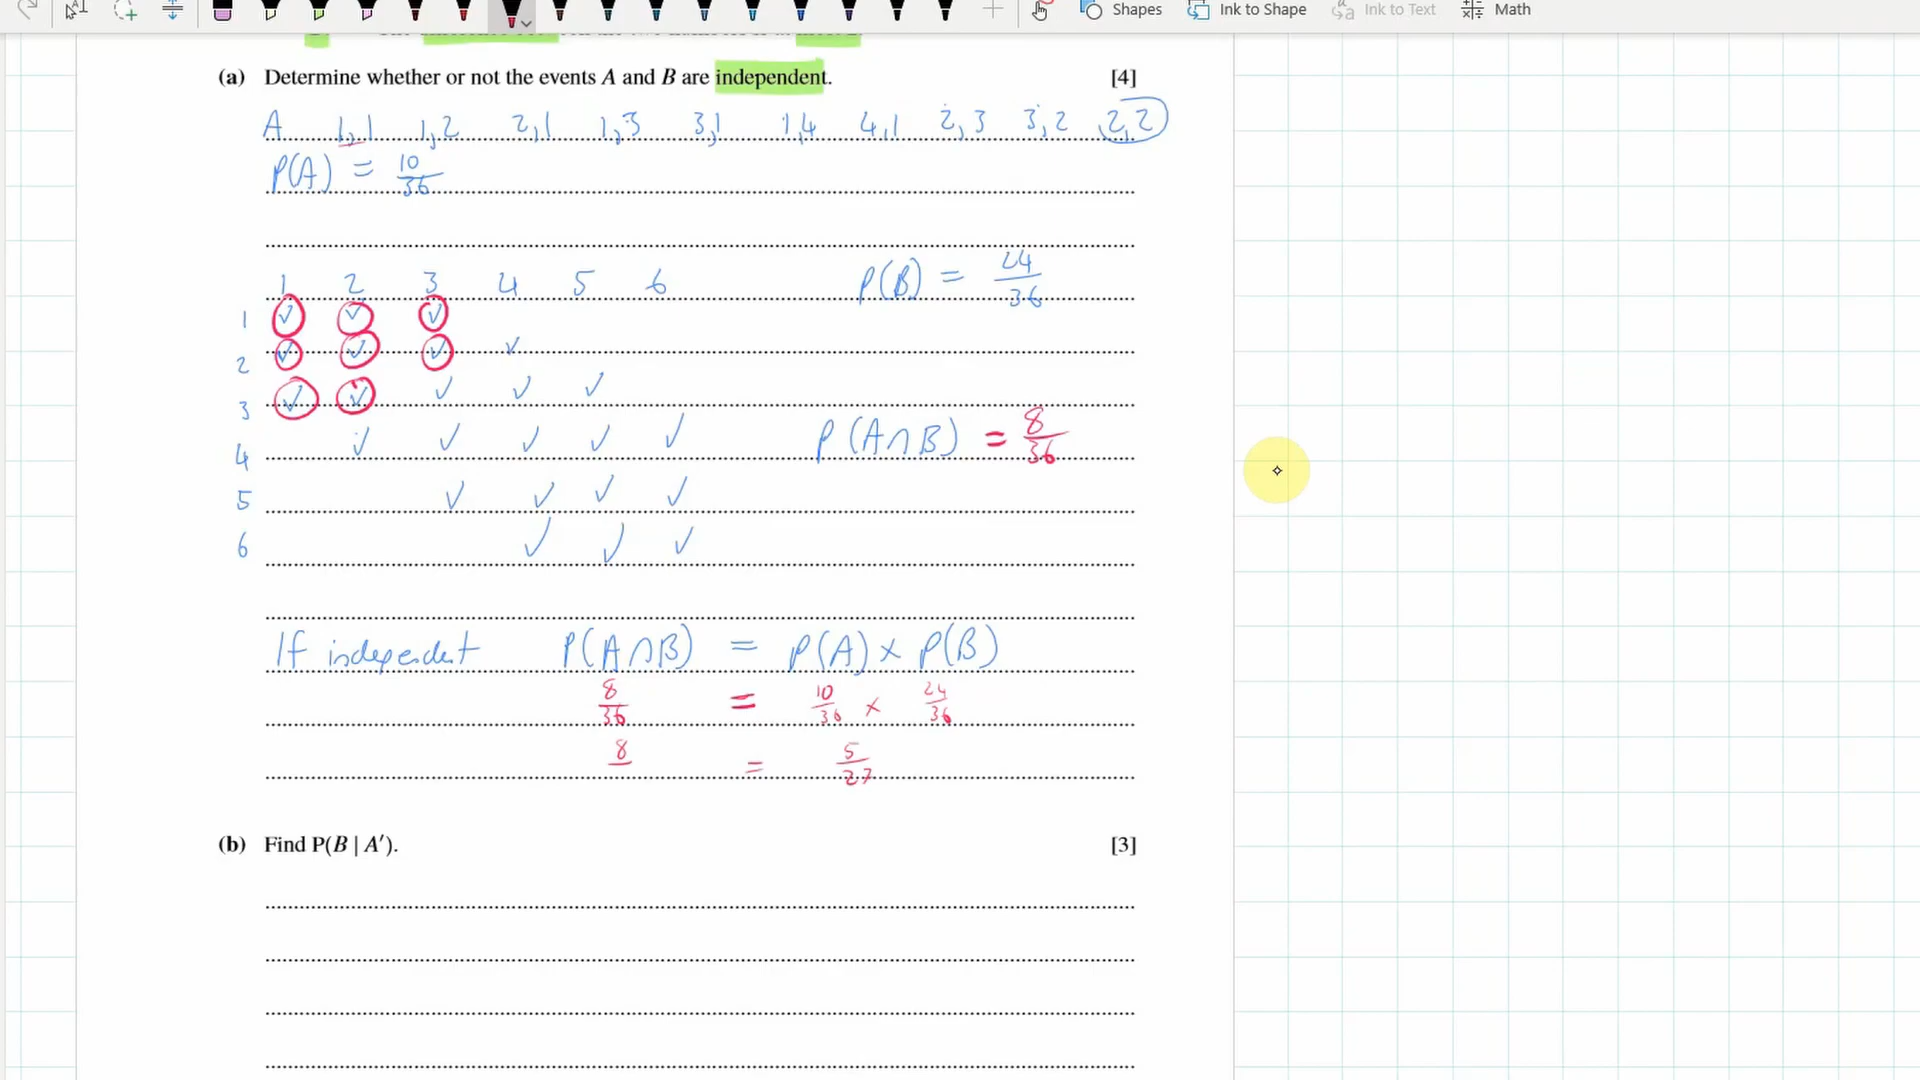 Shapes Ink to Shape Ink to Text Math
(a) Determine whether or not the events A and B are independent. [4]
A 1,1 1,2 2,1 1,3 3,1 1,4 4,1 2,3 3,2 2,2
P(A) = 10/36
1 2 3 4 5 6 P(B) = 24/36
1 ✓ ✓ ✓
2 ✓ ✓ ✓ ✓
3 ✓ ✓ ✓ ✓ ✓
4 ✓ ✓ ✓ ✓ ✓ P(A∩B) = 8/36
5 ✓ ✓ ✓ ✓
6 ✓ ✓ ✓
If independent P(A∩B) = P(A) × P(B)
8/36 = 10/36 × 24/36
8/ = 5/27
(b) Find P(B | A′). [3]